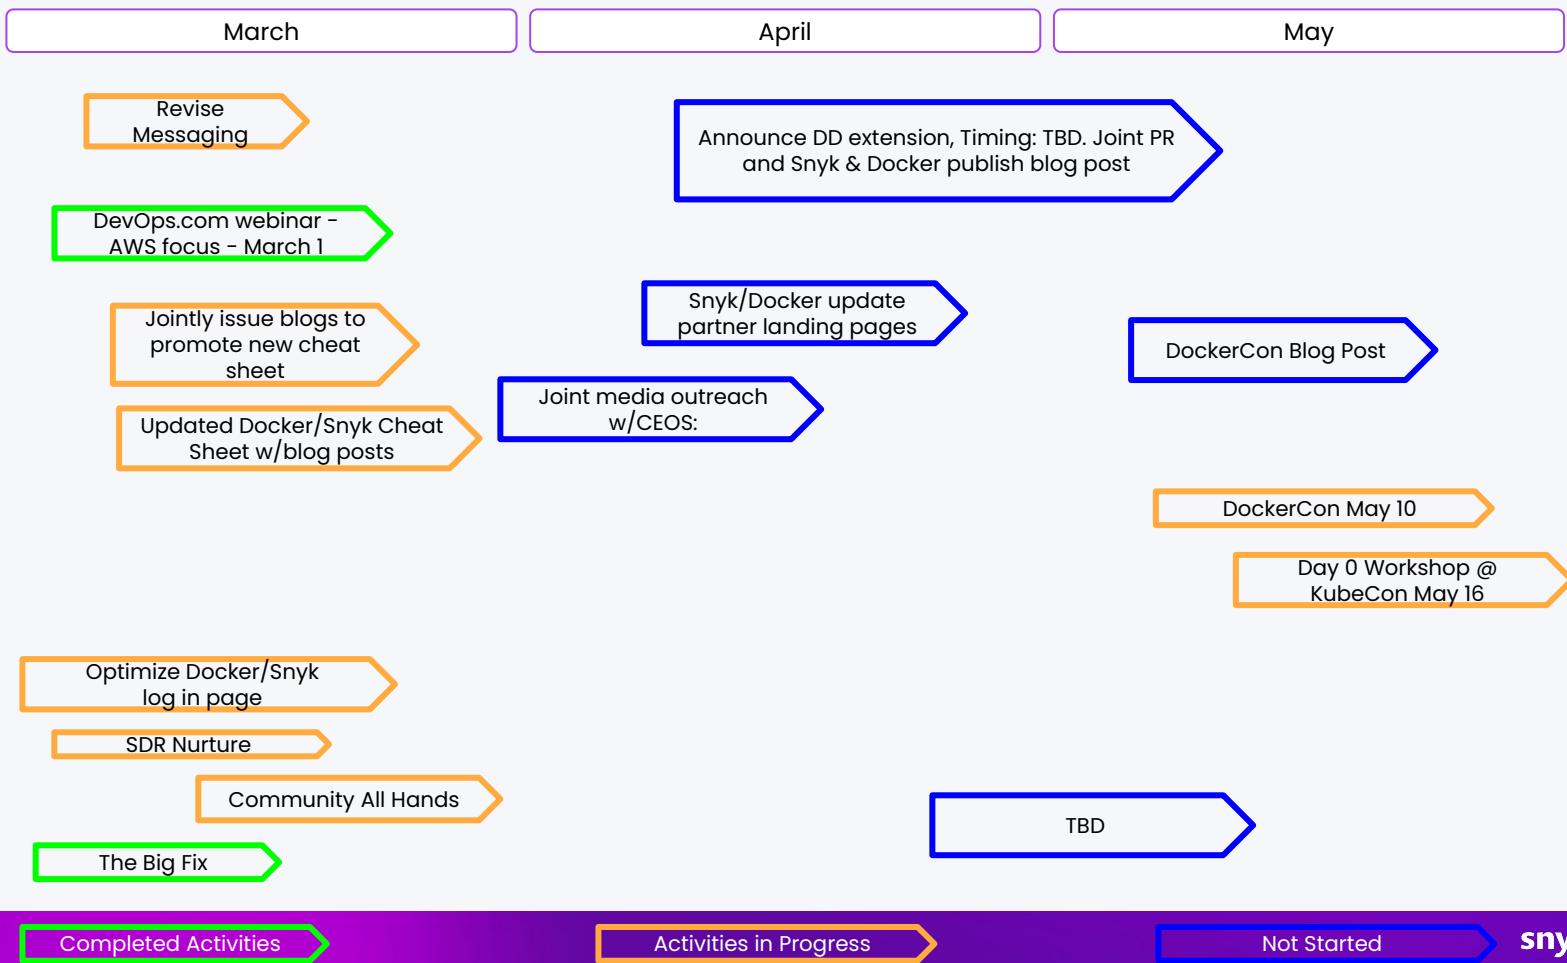 March
April
May
Revise
Messaging
Announce DD extension, Timing: TBD. Joint PR
and Snyk & Docker publish blog post
DevOps.com webinar -
AWS focus - March 1
Snyk/Docker update
partner landing pages
Jointly issue blogs to
promote new cheat
sheet
DockerCon Blog Post
Joint media outreach
w/CEOS:
Updated Docker/Snyk Cheat
Sheet w/blog posts
DockerCon May 10
Day 0 Workshop @
KubeCon May 16
Optimize Docker/Snyk
log in page
SDR Nurture
Community All Hands
TBD
The Big Fix
Completed Activities
Activities in Progress
Not Started
sny